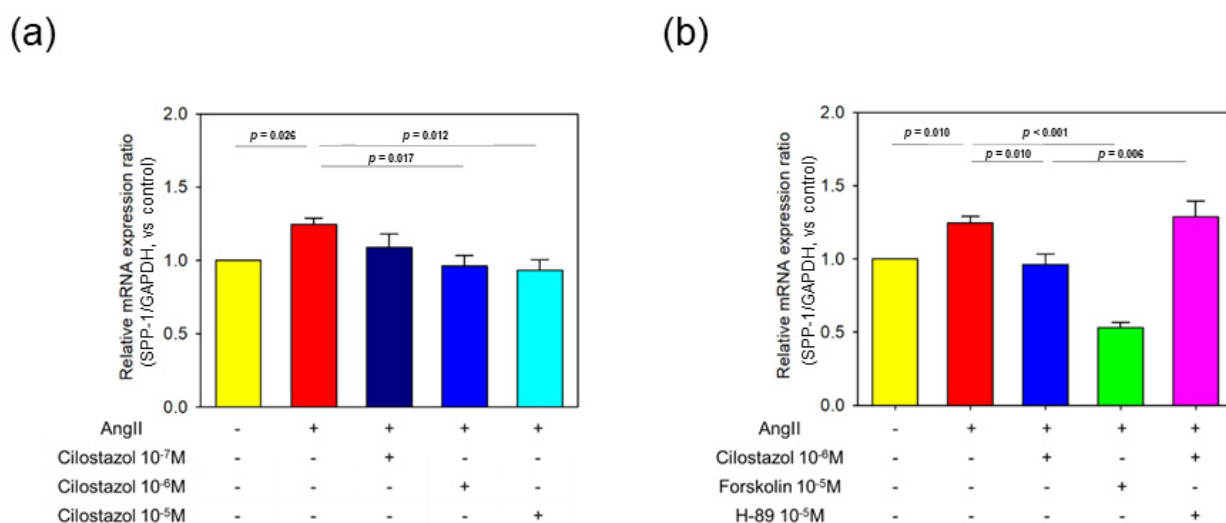 (a)
(b)
Relative mRNA expression ratio
(SPP-1/GAPDH, vs control)
2.0
1.5
1.0
0.5
0.0
p = 0.026
p = 0.012
p = 0.017
AngII - + + + +
Cilostazol 10-7M - - + - -
Cilostazol 10-6M - - - + -
Cilostazol 10-5M - - - - +
Relative mRNA expression ratio
(SPP-1/GAPDH, vs control)
2.0
1.5
1.0
0.5
0.0
p = 0.010
p < 0.001
p = 0.010
p = 0.006
AngII - + + + +
Cilostazol 10-6M - - + - +
Forskolin 10-5M - - - + -
H-89 10-5M - - - - +